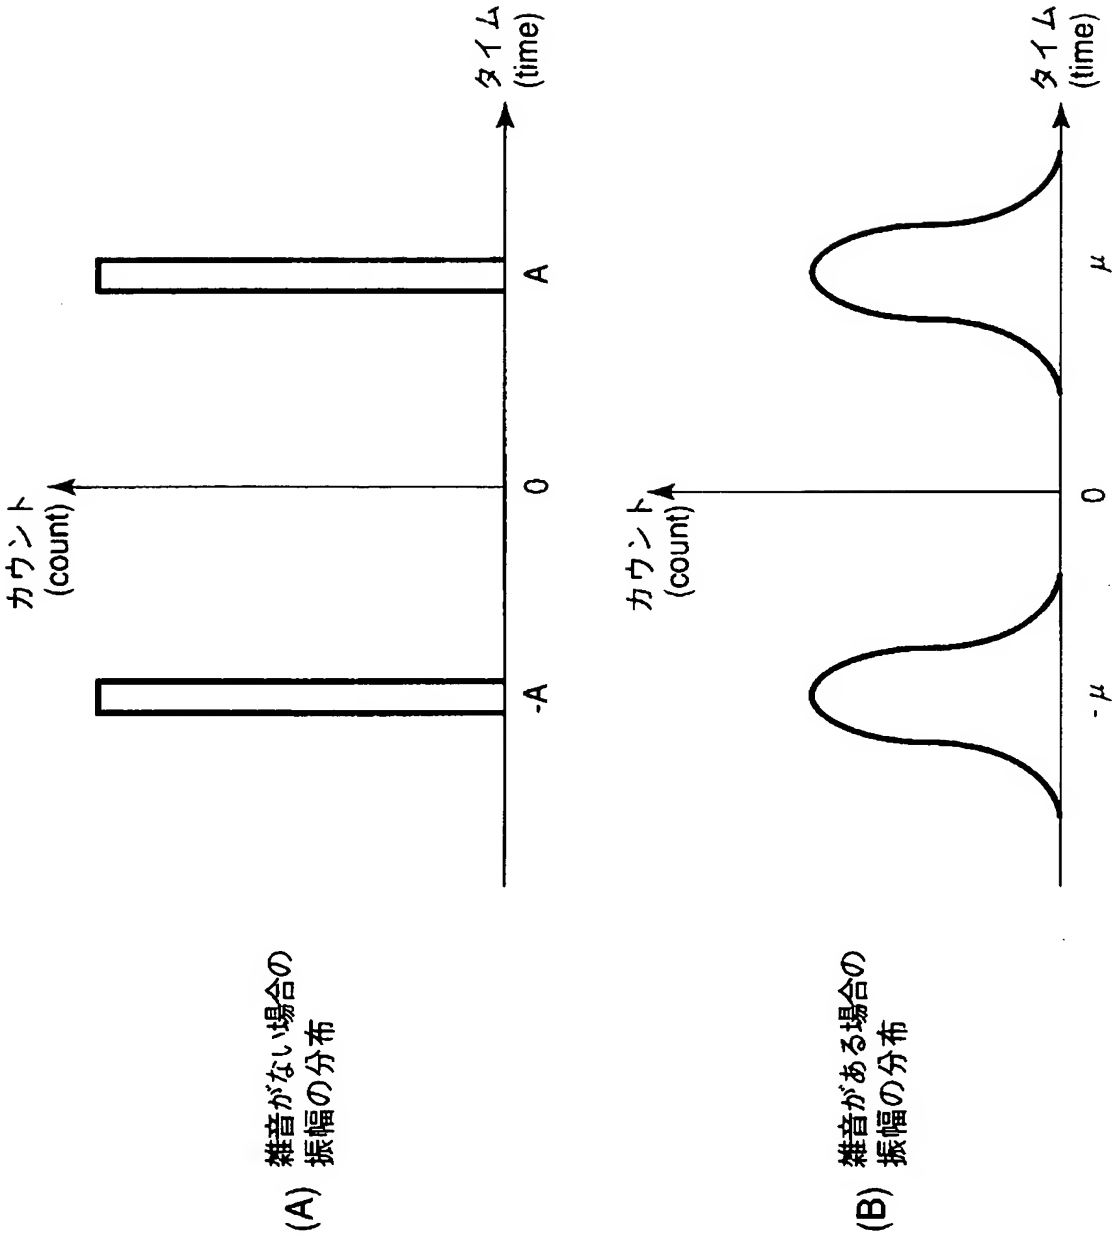 (A) 雑音がない場合の
振幅の分布
カウント
(count)
-A
0
A
タイム
(time)
(B) 雑音がある場合の
振幅の分布
カウント
(count)
-μ
0
μ
タイム
(time)